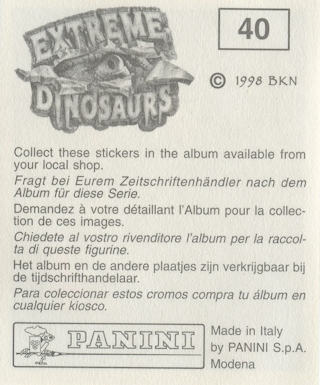 EXTREME
DINOSAURS
40
© 1998 BKN
Collect these stickers in the album available from
your local shop.
Fragt bei Eurem Zeitschriftenhändler nach dem
Album für diese Serie.
Demandez à votre détaillant l'Album pour la collec-
tion de ces images.
Chiedete al vostro rivenditore l'album per la raccol-
ta di queste figurine.
Het album en de andere plaatjes zijn verkrijgbaar bij
de tijdschrifthandelaar.
Para coleccionar estos cromos compra tu álbum en
cualquier kiosco.
PANINI
Made in Italy
by PANINI S.p.A.
Modena